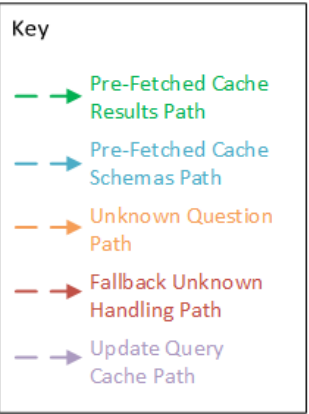 Key
Pre-Fetched Cache
Results Path
Pre-Fetched Cache
Schemas Path
Unknown Question
Path
Fallback Unknown
Handling Path
Update Query
Cache Path